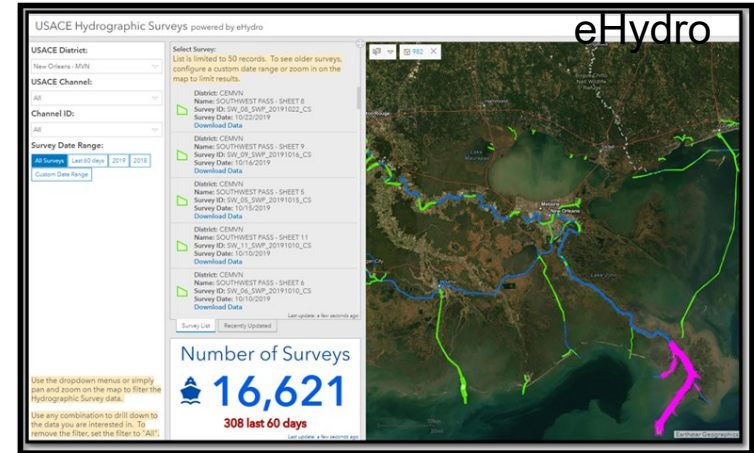 USACE Hydrographic Surveys powered by eHydro
eHydro
USACE District:
New Orleans - MVN
USACE Channel:
All
Channel ID:
All
Survey Date Range:
All Surveys
Last 60 days
2019
2018
Custom Date Range
Use the dropdown menus or simply
pan and zoom on the map to filter the
Hydrographic Survey data.
Use any combination to drill down to
the data you are interested in. To
remove the filter, set the filter to "All".
Select Survey:
List is limited to 50 records. To see older surveys,
configure a custom date range or zoom in on the
map to limit results.
District: CEMVN
Name: SOUTHWEST PASS - SHEET 8
Survey ID: SW_08_SWP_20191022_CS
Survey Date: 10/22/2019
Download Data
District: CEMVN
Name: SOUTHWEST PASS - SHEET 9
Survey ID: SW_09_SWP_20191016_CS
Survey Date: 10/16/2019
Download Data
District: CEMVN
Name: SOUTHWEST PASS - SHEET 5
Survey ID: SW_05_SWP_20191015_CS
Survey Date: 10/15/2019
Download Data
District: CEMVN
Name: SOUTHWEST PASS - SHEET 11
Survey ID: SW_11_SWP_20191010_CS
Survey Date: 10/10/2019
Download Data
District: CEMVN
Name: SOUTHWEST PASS - SHEET 6
Survey ID: SW_06_SWP_20191010_CS
Survey Date: 10/10/2019
Download Data
Last update: a few seconds ago
Survey List
Recently Updated
Number of Surveys
16,621
308 last 60 days
Last update: a few seconds ago
982
Lake
Metairie
New Orleans
Earthstar Geographics